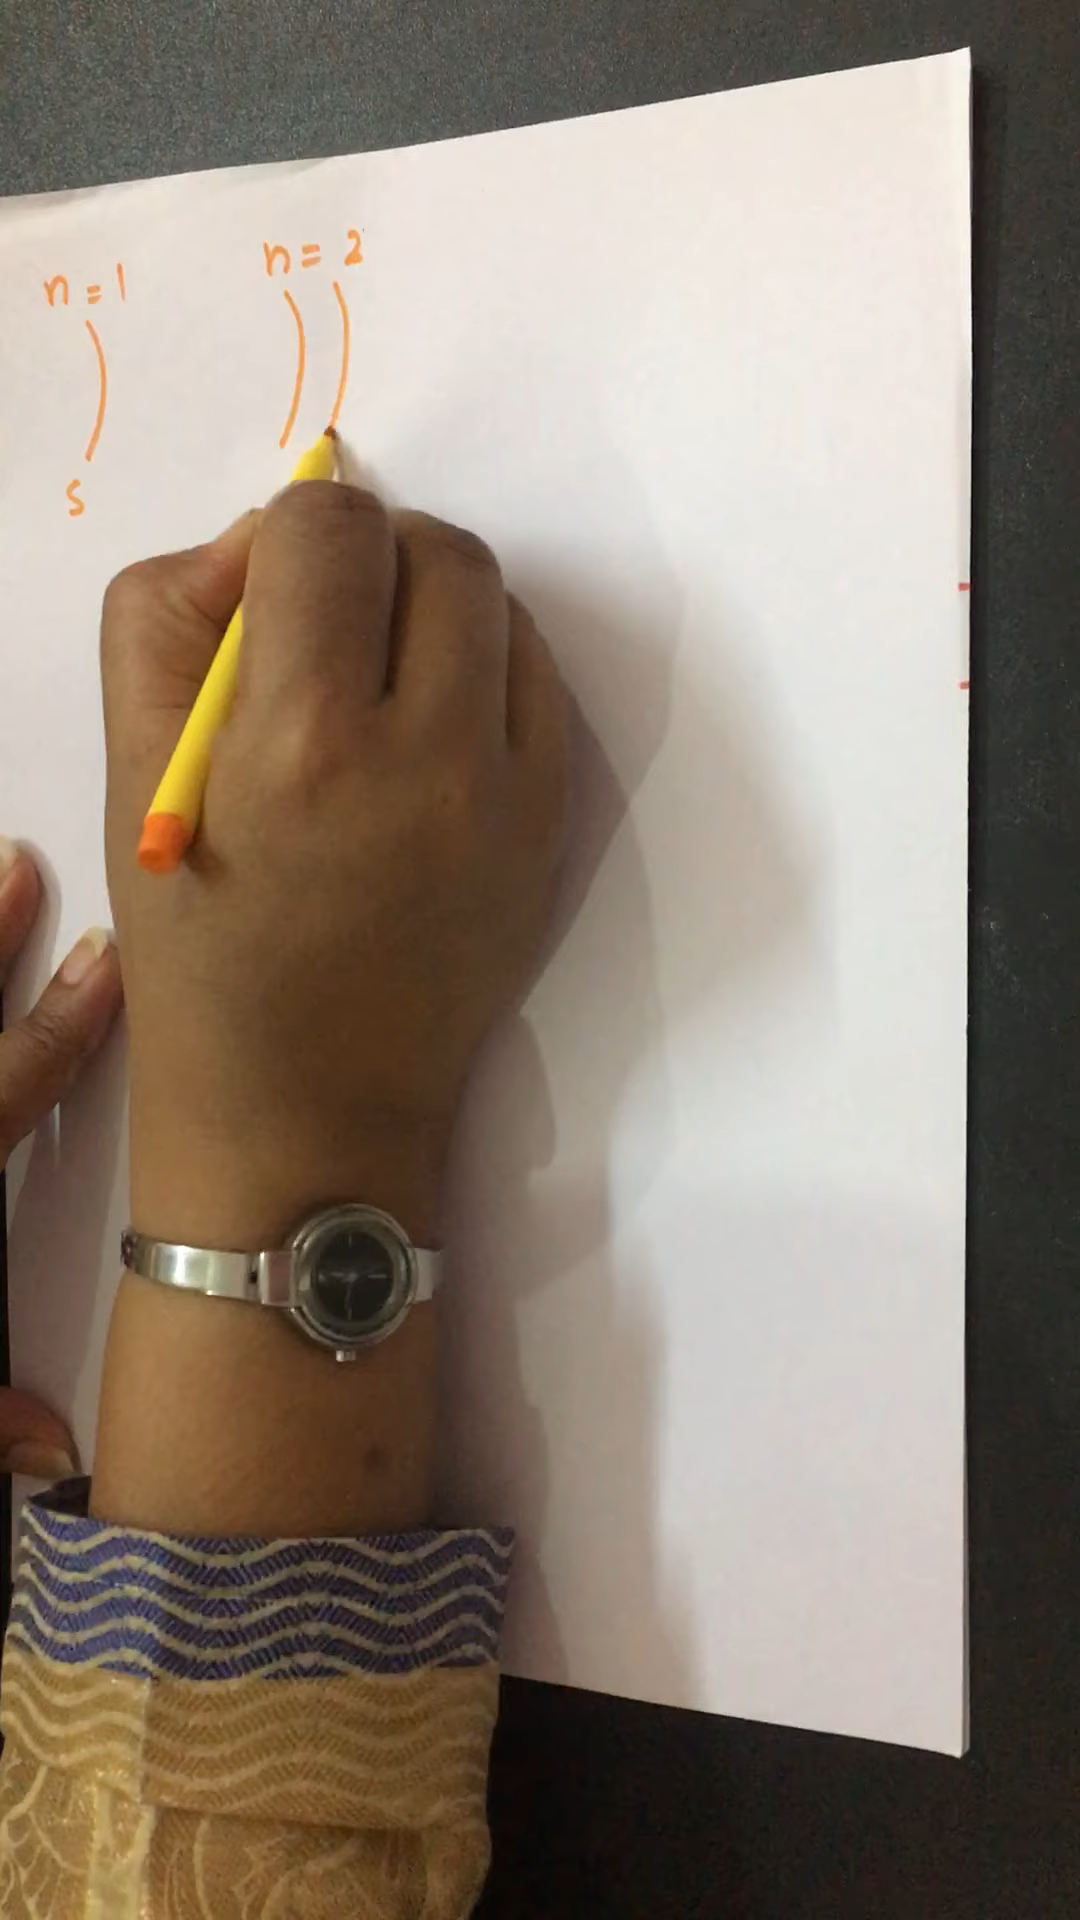 n = 1
n = 2
s